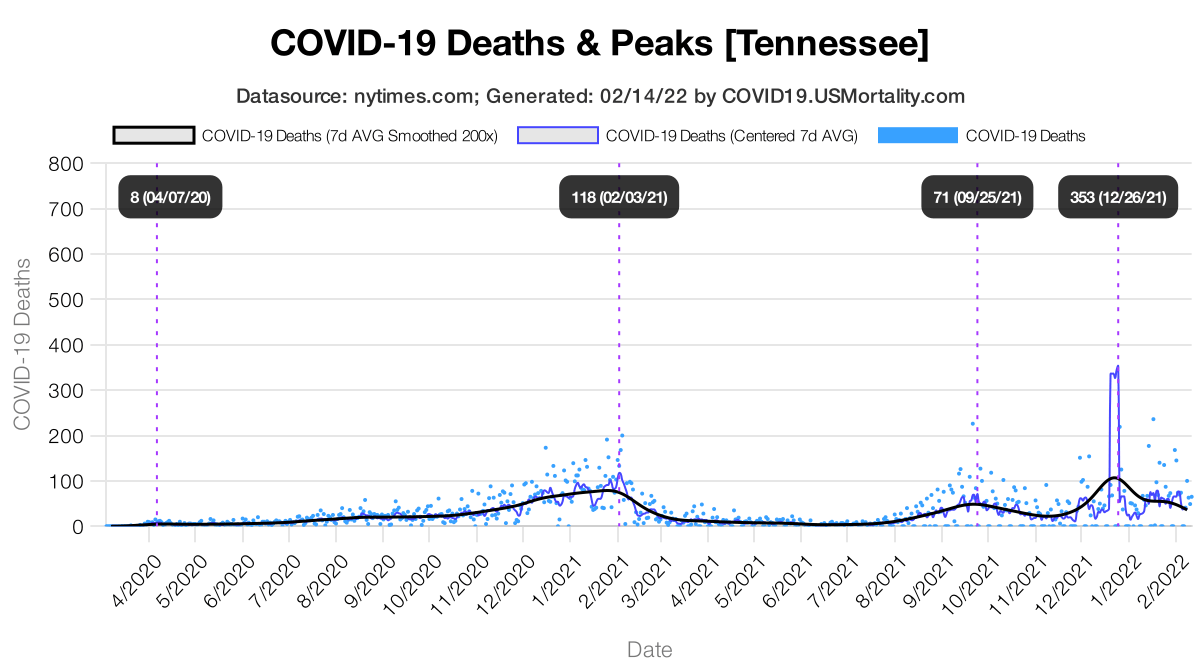 COVID-19 Deaths & Peaks [Tennessee]
Datasource: nytimes.com; Generated: 02/14/22 by COVID19.USMortality.com
COVID-19 Deaths (7d AVG Smoothed 200x) COVID-19 Deaths (Centered 7d AVG) COVID-19 Deaths
800
8 (04/07/20) 118 (02/03/21) 71 (09/25/21) 353 (12/26/21)
700
600
500
400
300
200
100
0
COVID-19 Deaths
4/2020 5/2020 6/2020 7/2020 8/2020 9/2020 10/2020 11/2020 12/2020 1/2021 2/2021 3/2021 4/2021 5/2021 6/2021 7/2021 8/2021 9/2021 10/2021 11/2021 12/2021 1/2022 2/2022
Date